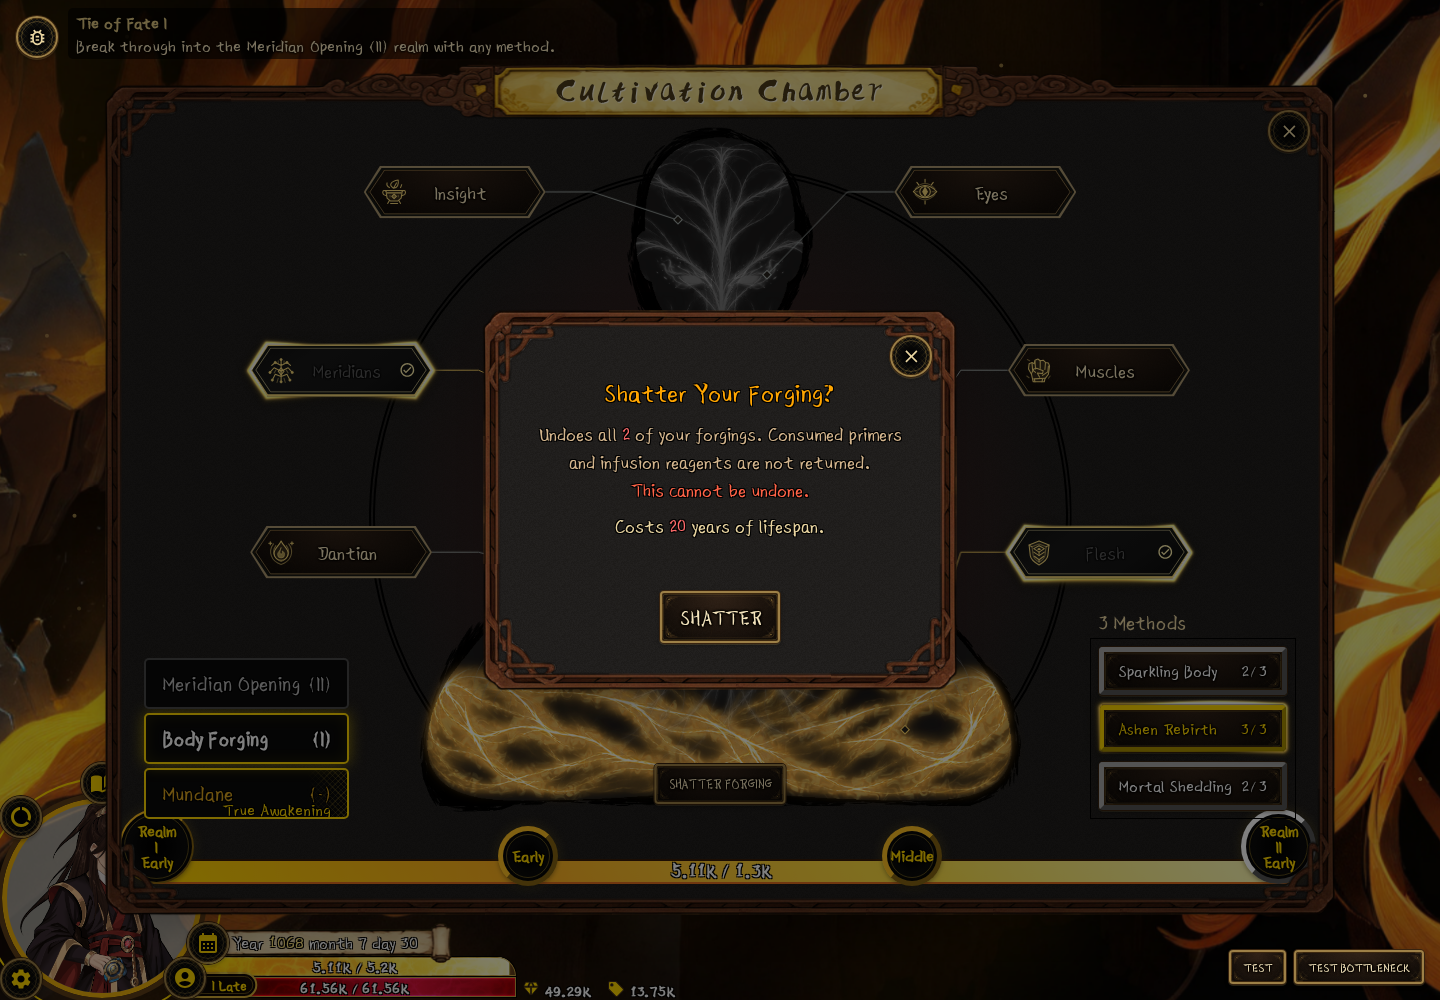 Tie of Fate I
Break through into the Meridian Opening (II) realm with any method.
Cultivation Chamber
Insight
Eyes
Meridians
Muscles
Shatter Your Forging?
Undoes all 2 of your forgings. Consumed primers
and infusion reagents are not returned.
This cannot be undone.
Costs 20 years of lifespan.
SHATTER
Dantian
Flesh
3 Methods
Sparkling Body 2/3
Ashen Rebirth 3/3
Mortal Shedding 2/3
Meridian Opening (II)
Body Forging (I)
Mundane (-)
True Awakening
SHATTER FORGING
Realm
I
Early
Early
Middle
Realm
II
Early
5.11K / 1.3K
Year 1068 month 7 day 30
5.11K / 5.2K
I Late
61.56K / 61.56K
49.29K
13.75K
TEST
TEST BOTTLENECK